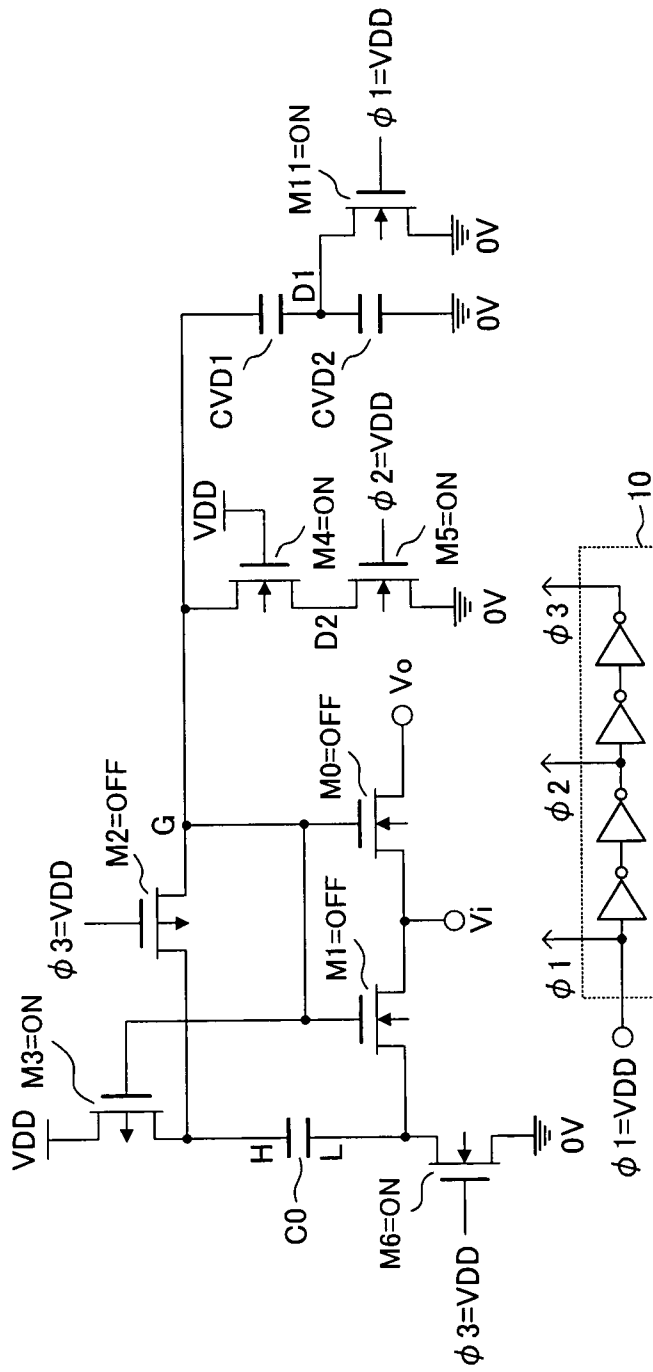 VDD
M3=ON
φ3=VDD
M2=OFF
G
H
L
C0
M1=OFF
M0=OFF
Vo
Vi
M6=ON
φ3=VDD
0V
VDD
M4=ON
D2
φ2=VDD
M5=ON
0V
CVD1
D1
CVD2
0V
M11=ON
φ1=VDD
0V
φ1=VDD
φ1
φ2
φ3
10